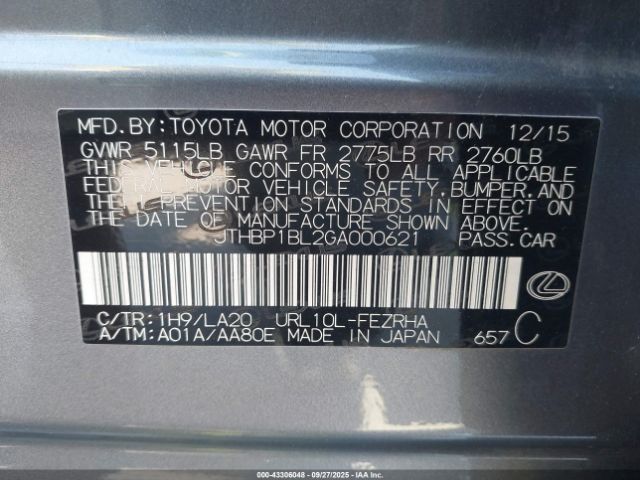 MFD. BY: TOYOTA MOTOR CORPORATION 12/15
GVWR 5115LB GAWR FR 2775LB RR 2760LB
THIS VEHICLE CONFORMS TO ALL APPLICABLE
FEDERAL MOTOR VEHICLE SAFETY, BUMPER, AND
THEFT PREVENTION STANDARDS IN EFFECT ON
THE DATE OF MANUFACTURE SHOWN ABOVE.
JTHBP1BL2GA000621 PASS. CAR
C/TR: 1H9/LA20 URL10L-FEZRHA
A/TM: A01A/AA80E MADE IN JAPAN 657 C
000-43306048 - 09/27/2025 - IAAI.COM